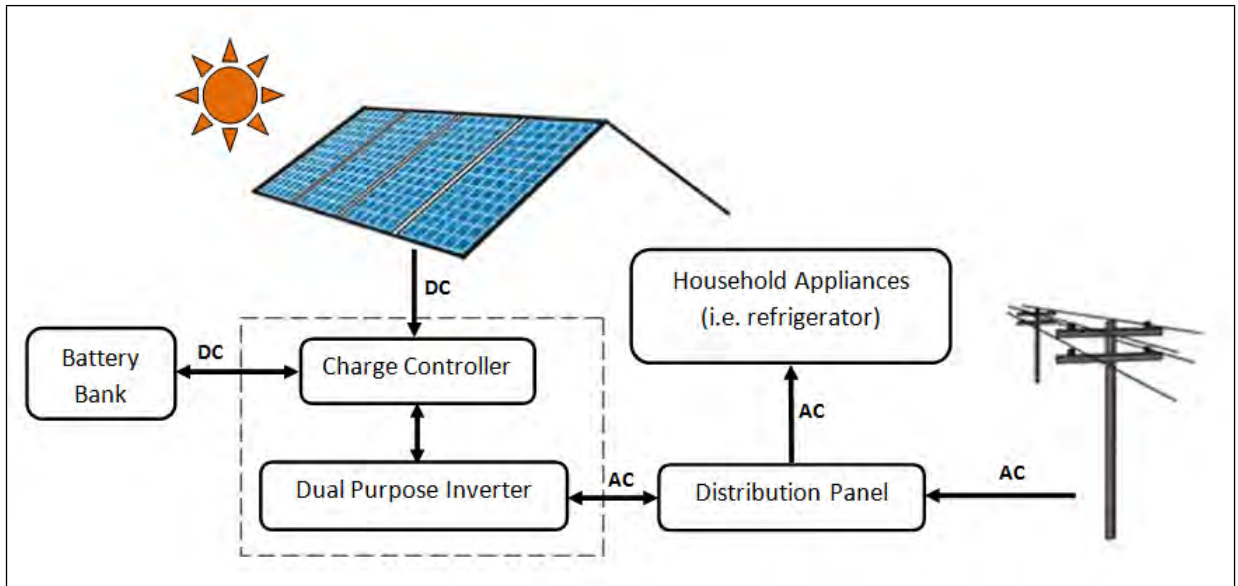 DC
Household Appliances
(i.e. refrigerator)
Battery
Bank
DC
Charge Controller
AC
Dual Purpose Inverter
AC
Distribution Panel
AC